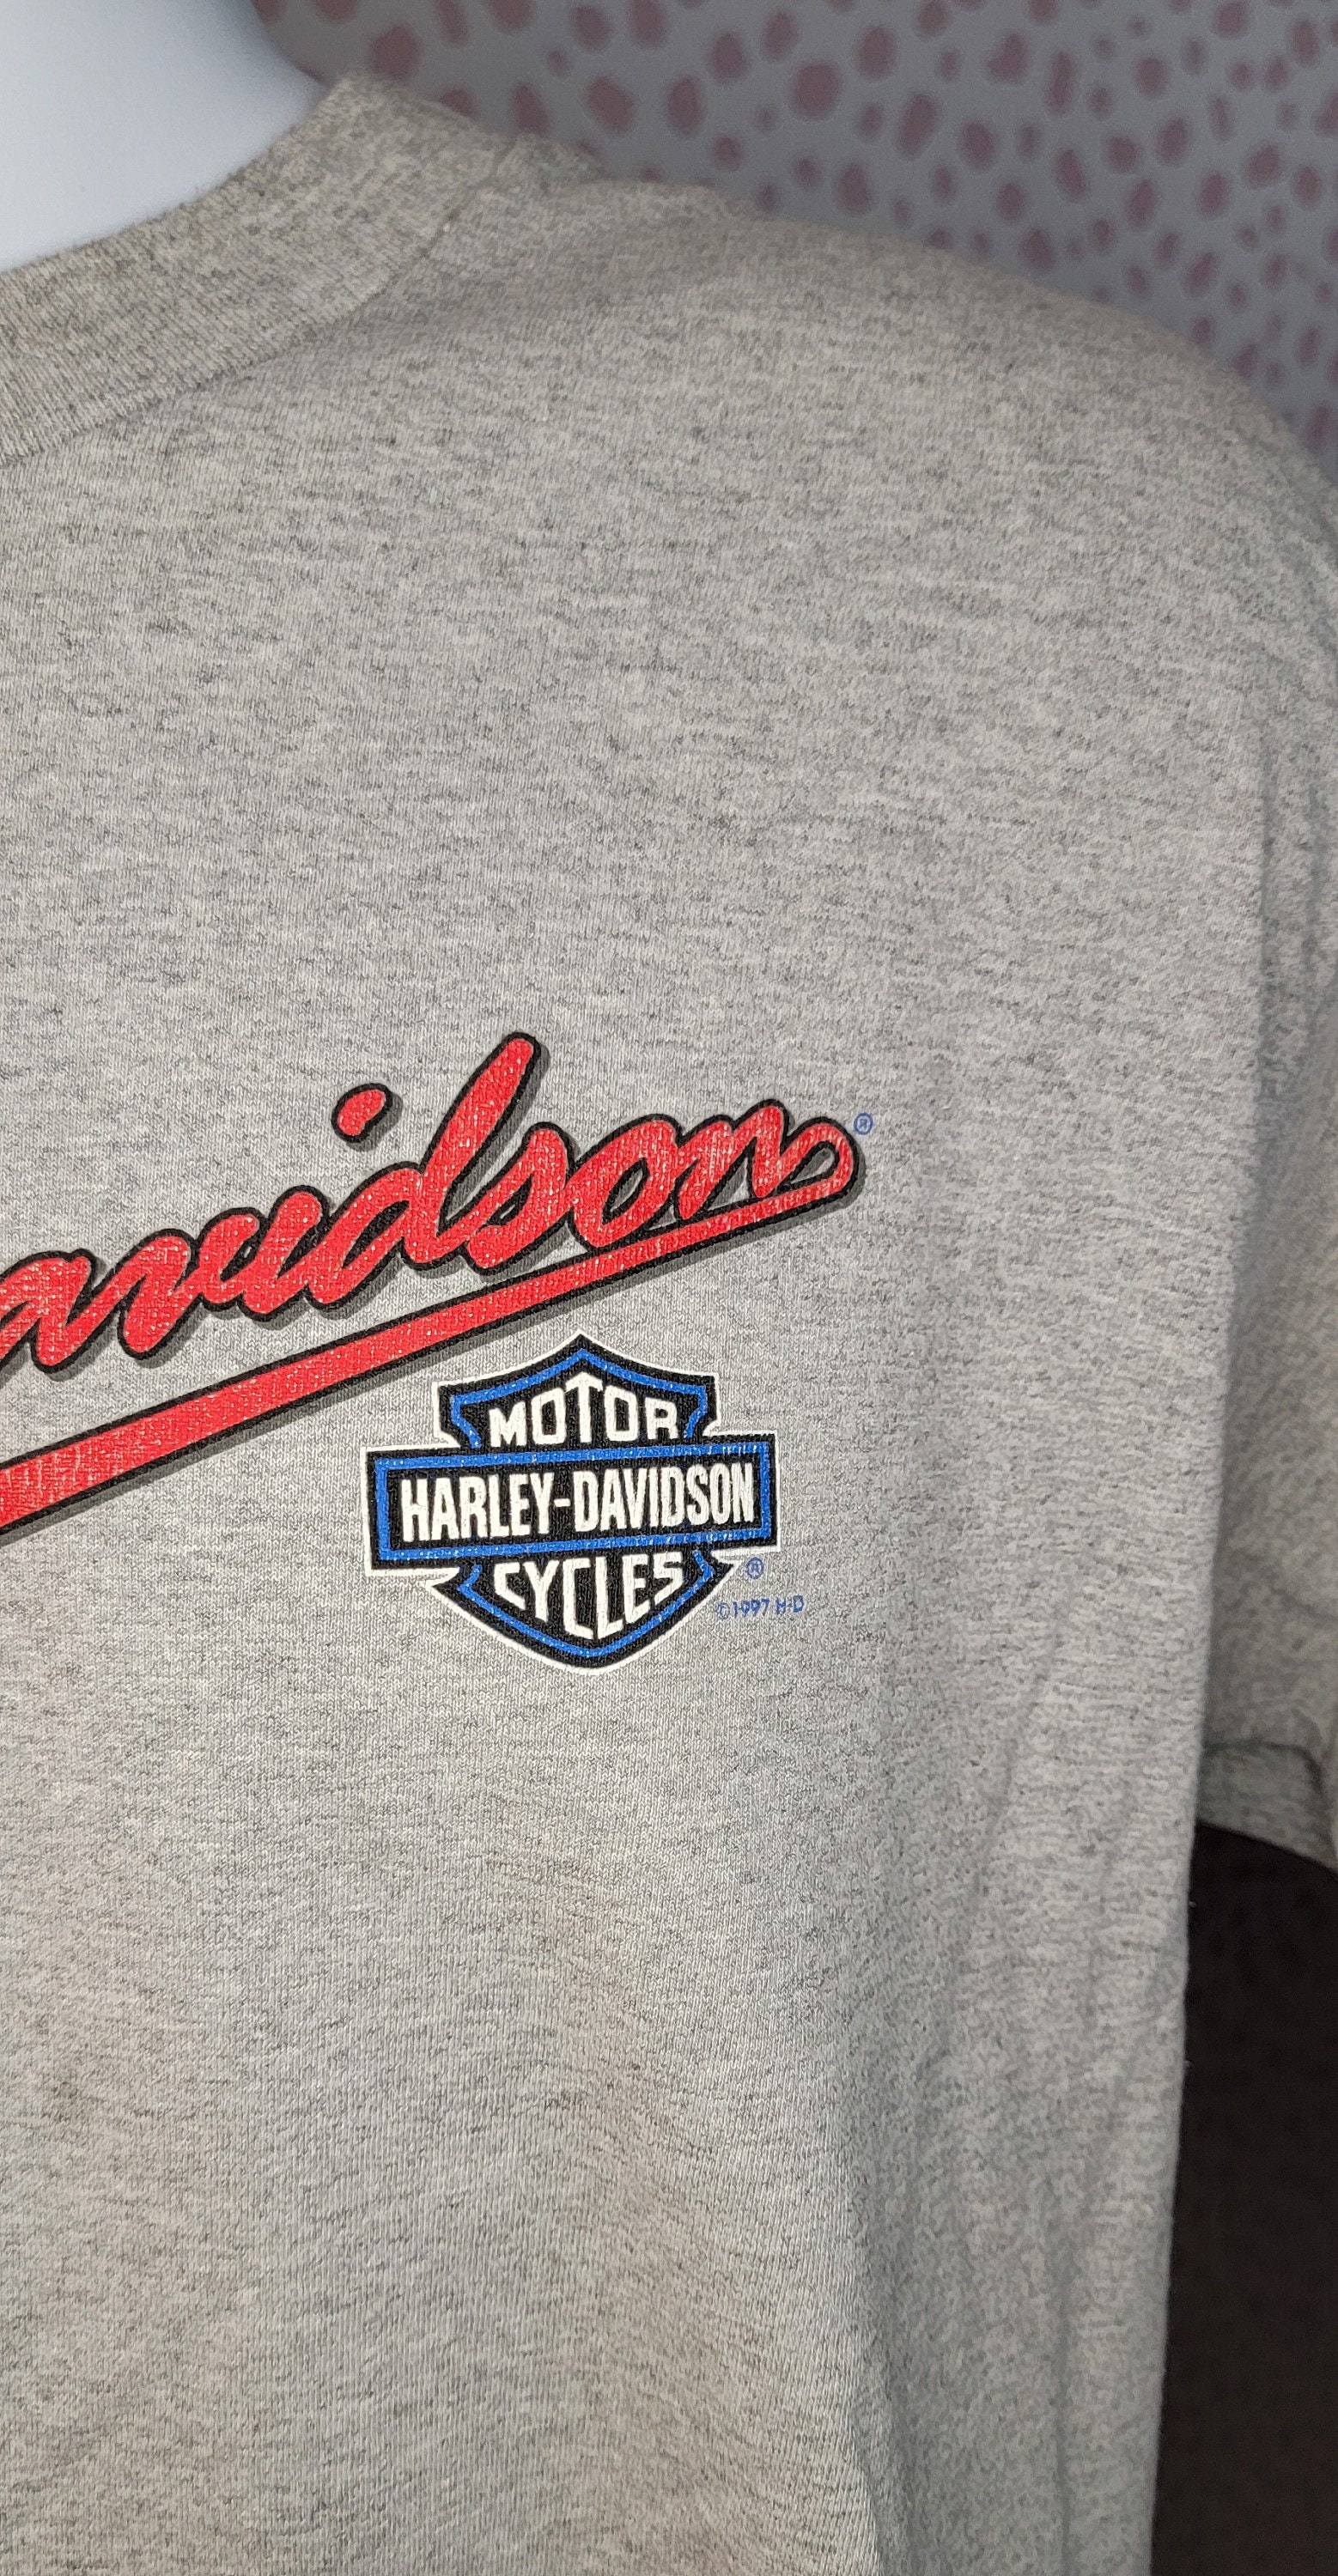 avidson®
MOTOR
HARLEY-DAVIDSON
CYCLES
®
©1997 H-D